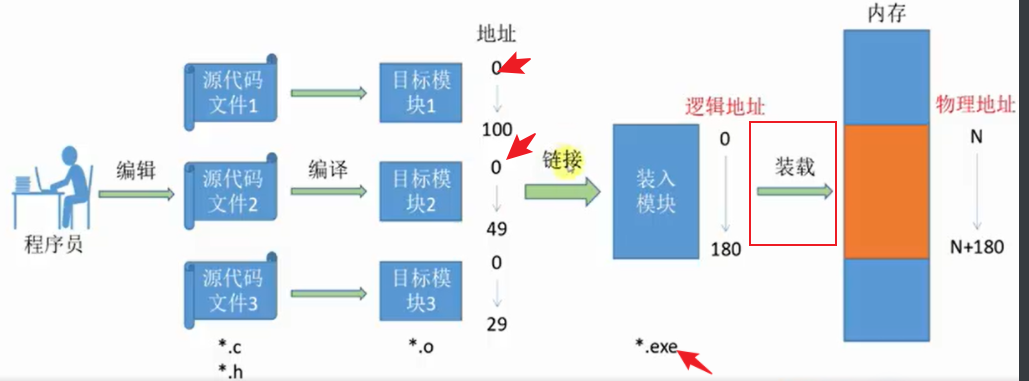 内存
地址
0
源代码
文件1
目标模
块1
100
逻辑地址
物理地址
0
N
编辑
源代码
文件2
编译
目标模
块2
0
链接
装入
模块
装载
程序员
49
180
N+180
0
源代码
文件3
目标模
块3
29
*.c
*.h
*.o
*.exe